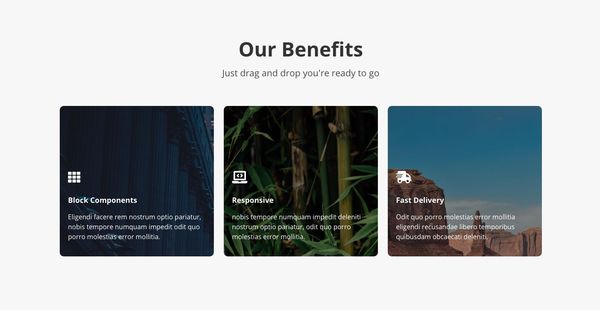 Our Benefits
Just drag and drop you're ready to go
Block Components
Eligendi facere rem nostrum optio pariatur,
nobis tempore numquam impedit odit quo
porro molestias error mollitia.
Responsive
nobis tempore numquam impedit deleniti
nostrum optio pariatur, odit quo porro
molestias error mollitia.
Fast Delivery
Odit quo porro molestias error mollitia
eligendi recusandae libero temporibus
quibusdam obcaecati deleniti.